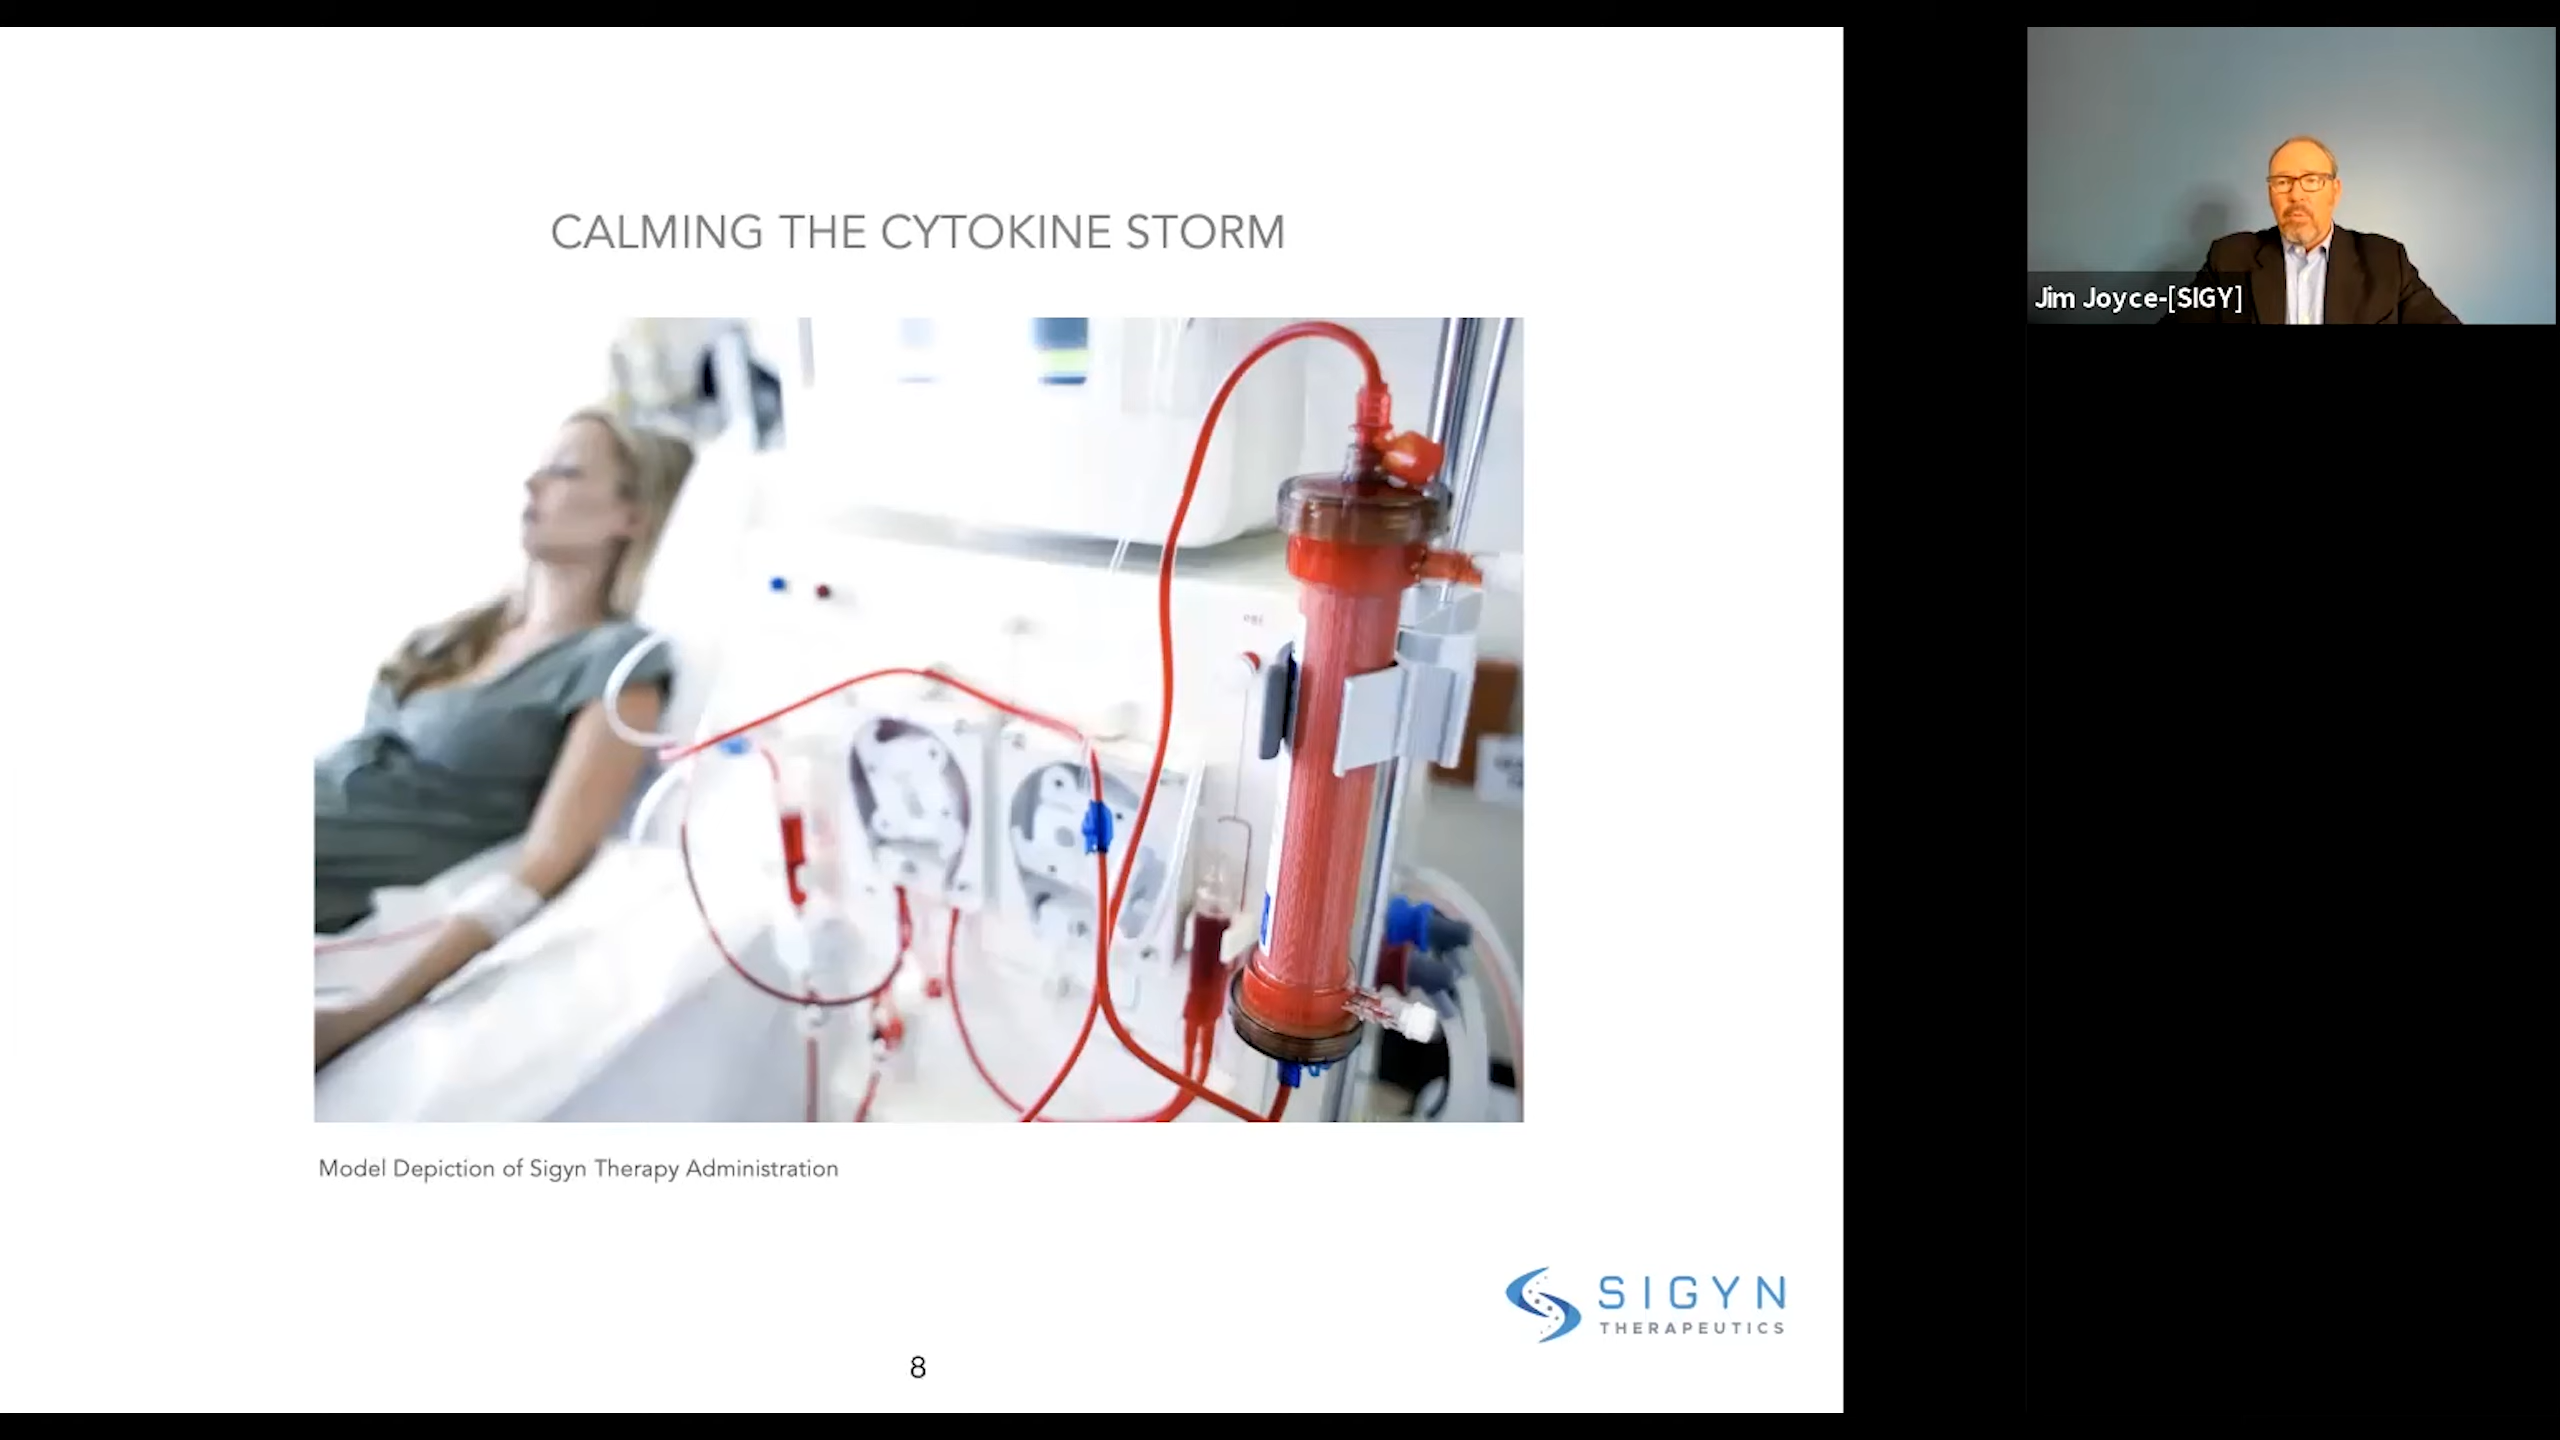 CALMING THE CYTOKINE STORM
Jim Joyce-[SIGY]
Model Depiction of Sigyn Therapy Administration
SIGYN
THERAPEUTICS
8